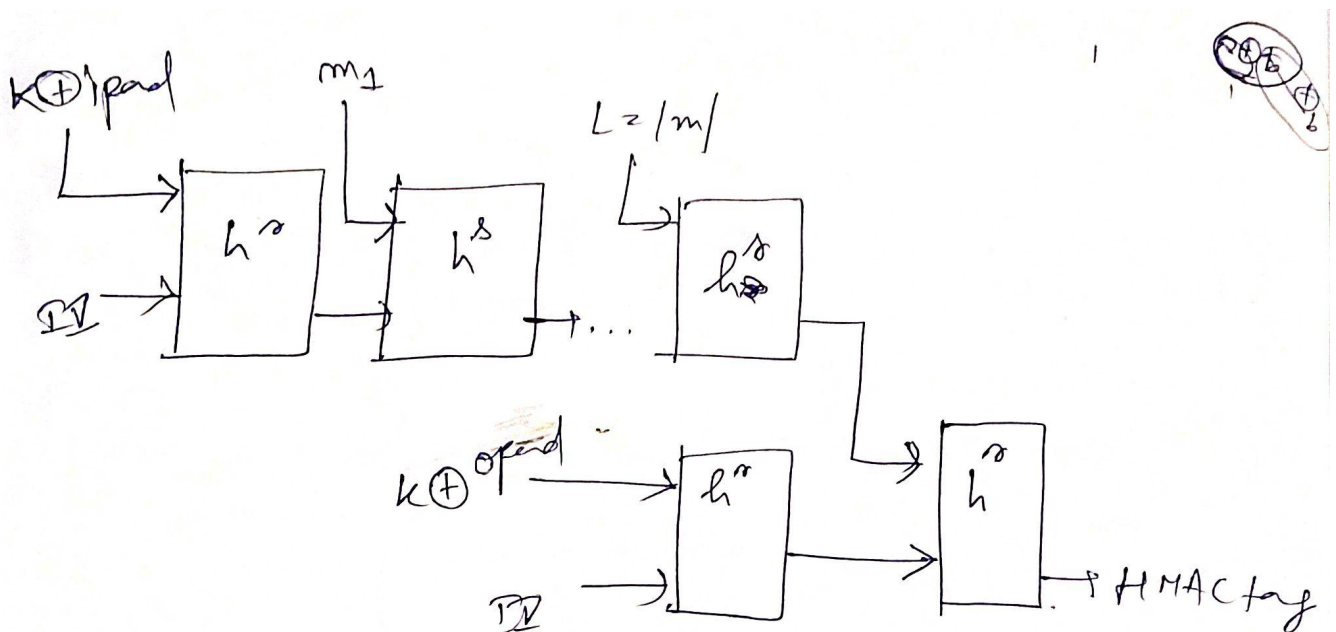 k⊕ipad
m1
L = |m|
h^s
h^s
h^s
IV
...
k⊕opad
h^s
h^s
IV
HMAC tag